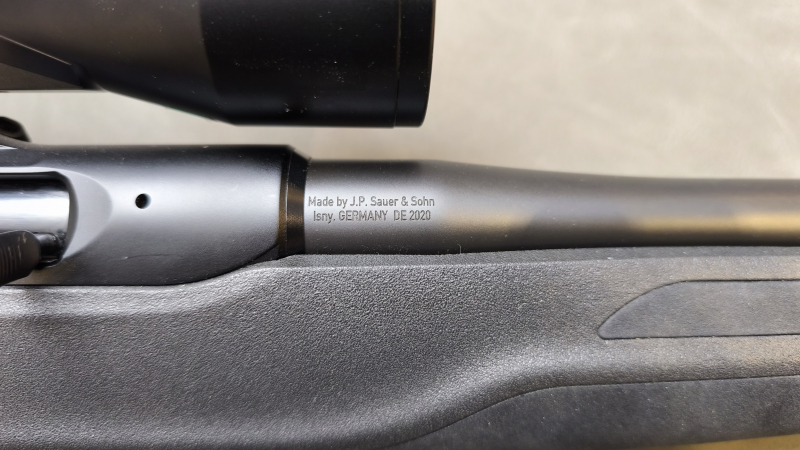 Made by J.P. Sauer & Sohn
Isny. GERMANY DE 2020